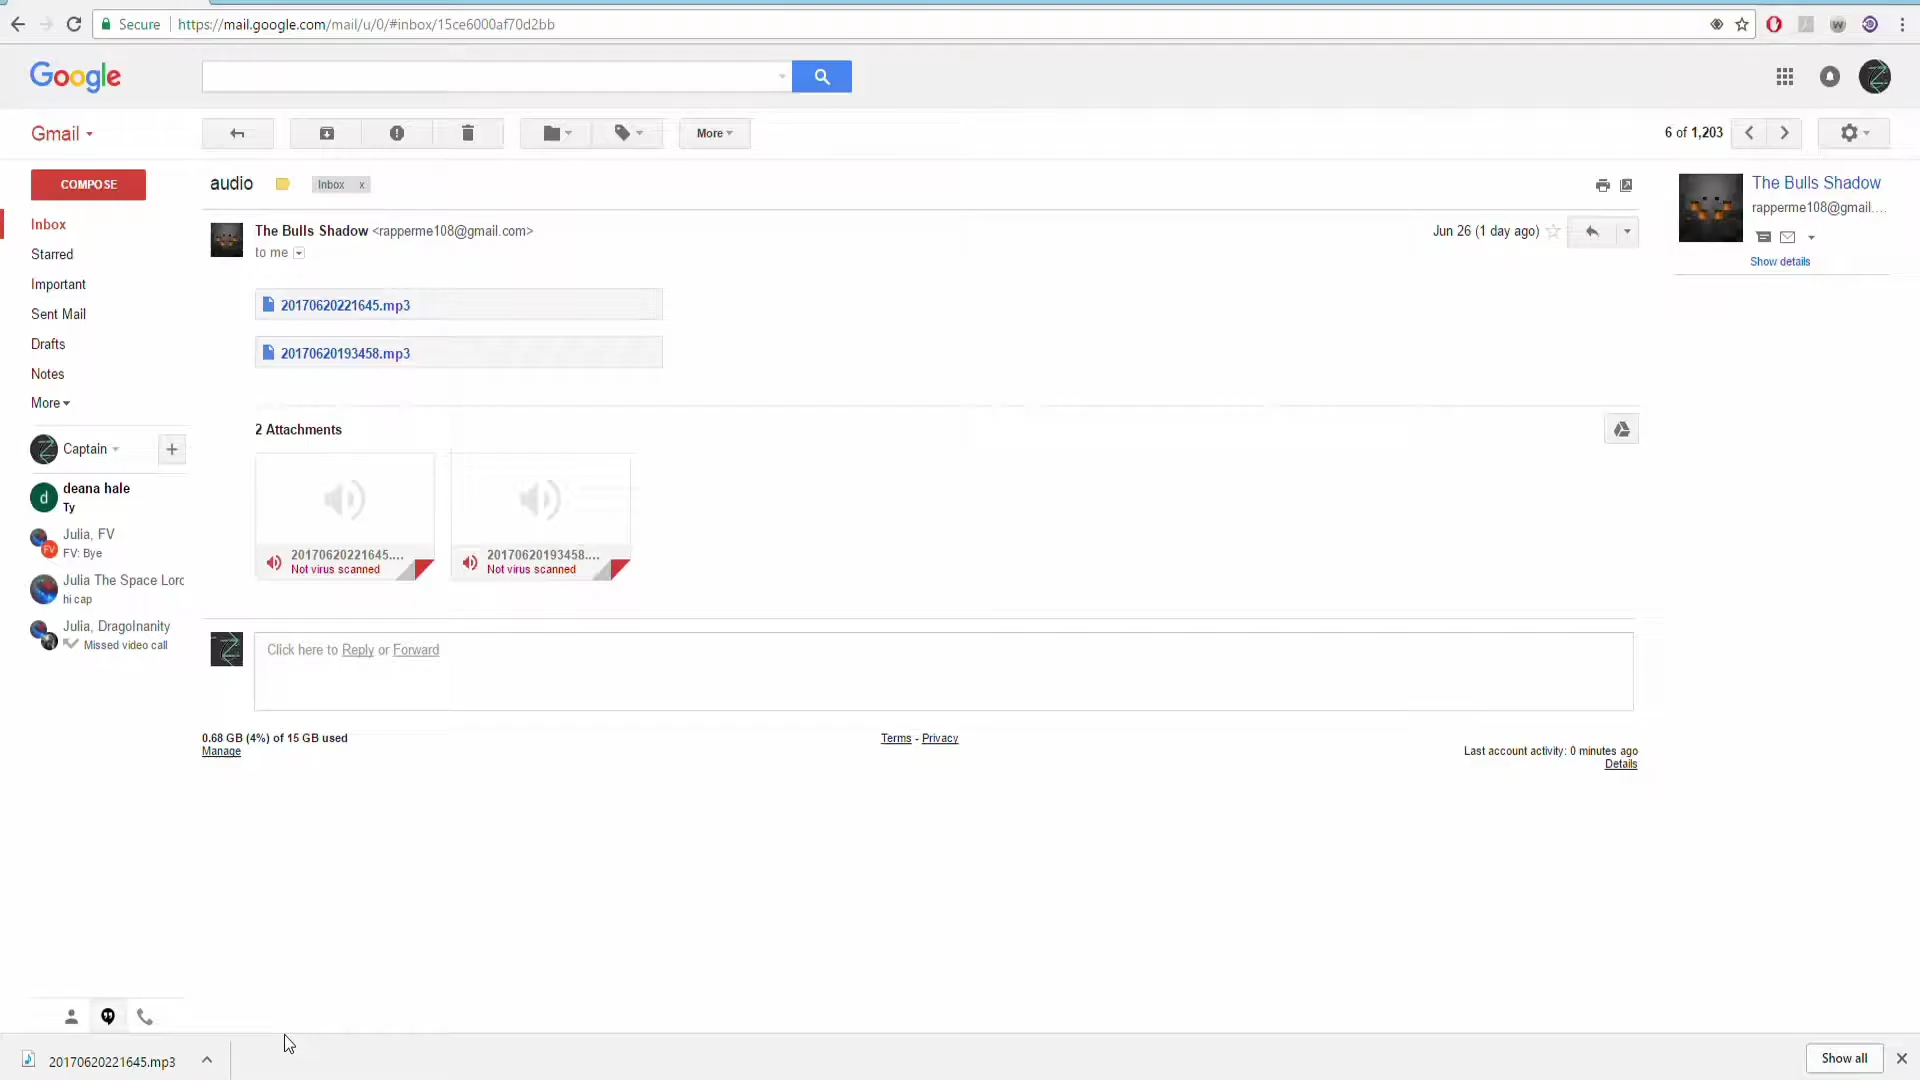 Secure
https://mail.google.com/mail/u/0/#inbox/15ce6000af70d2bb
Google
Gmail
More
6 of 1,203
COMPOSE
audio
Inbox x
The Bulls Shadow
rapperme108@gmail....
Show details
Inbox
Starred
Important
Sent Mail
Drafts
Notes
More
The Bulls Shadow <rapperme108@gmail.com>
Jun 26 (1 day ago)
to me
20170620221645.mp3
20170620193458.mp3
2 Attachments
20170620221645....
Not virus scanned
20170620193458....
Not virus scanned
Captain
d
deana hale
Ty
Julia, FV
FV
FV: Bye
Julia The Space Lorc
hi cap
Julia, DragoInanity
Missed video call
Click here to Reply or Forward
0.68 GB (4%) of 15 GB used
Manage
Terms - Privacy
Last account activity: 0 minutes ago
Details
20170620221645.mp3
Show all